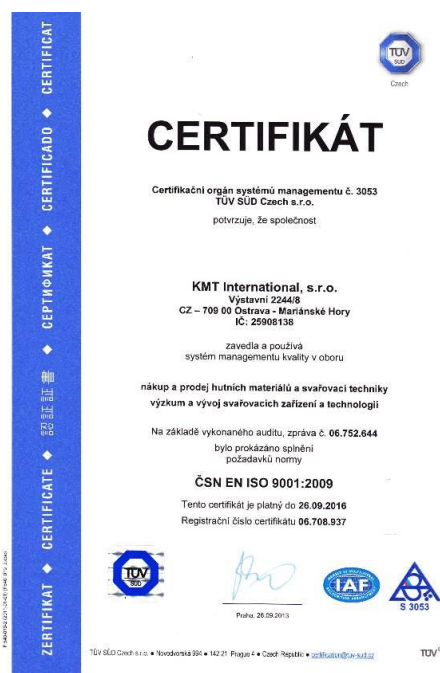 TÜV
SÜD
Czech
CERTIFIKÁT
Certifikační orgán systémů managementu č. 3053
TÜV SÜD Czech s.r.o.
potvrzuje, že společnost
KMT International, s.r.o.
Výstavní 2244/8
CZ – 709 00 Ostrava - Mariánské Hory
IČ: 25908138
zavedla a používá
systém managementu kvality v oboru
nákup a prodej hutních materiálů a svařovací techniky
výzkum a vývoj svařovacích zařízení a technologií
Na základě vykonaného auditu, zpráva č. 06.752.644
bylo prokázáno splnění
požadavků normy
ČSN EN ISO 9001:2009
Tento certifikát je platný do 26.09.2016
Registrační číslo certifikátu 06.708.937
TÜV
SÜD
IAF
S 3053
Praha, 26.09.2013
TÜV SÜD Czech s.r.o. ● Novodvorská 994 ● 142 21 Prague 4 ● Czech Republic ● certification@tuv-sud.cz
TÜV
ZERTIFIKAT ◆ CERTIFICATE ◆ 認証証書 ◆ СЕРТИФИКАТ ◆ CERTIFICADO ◆ CERTIFICAT